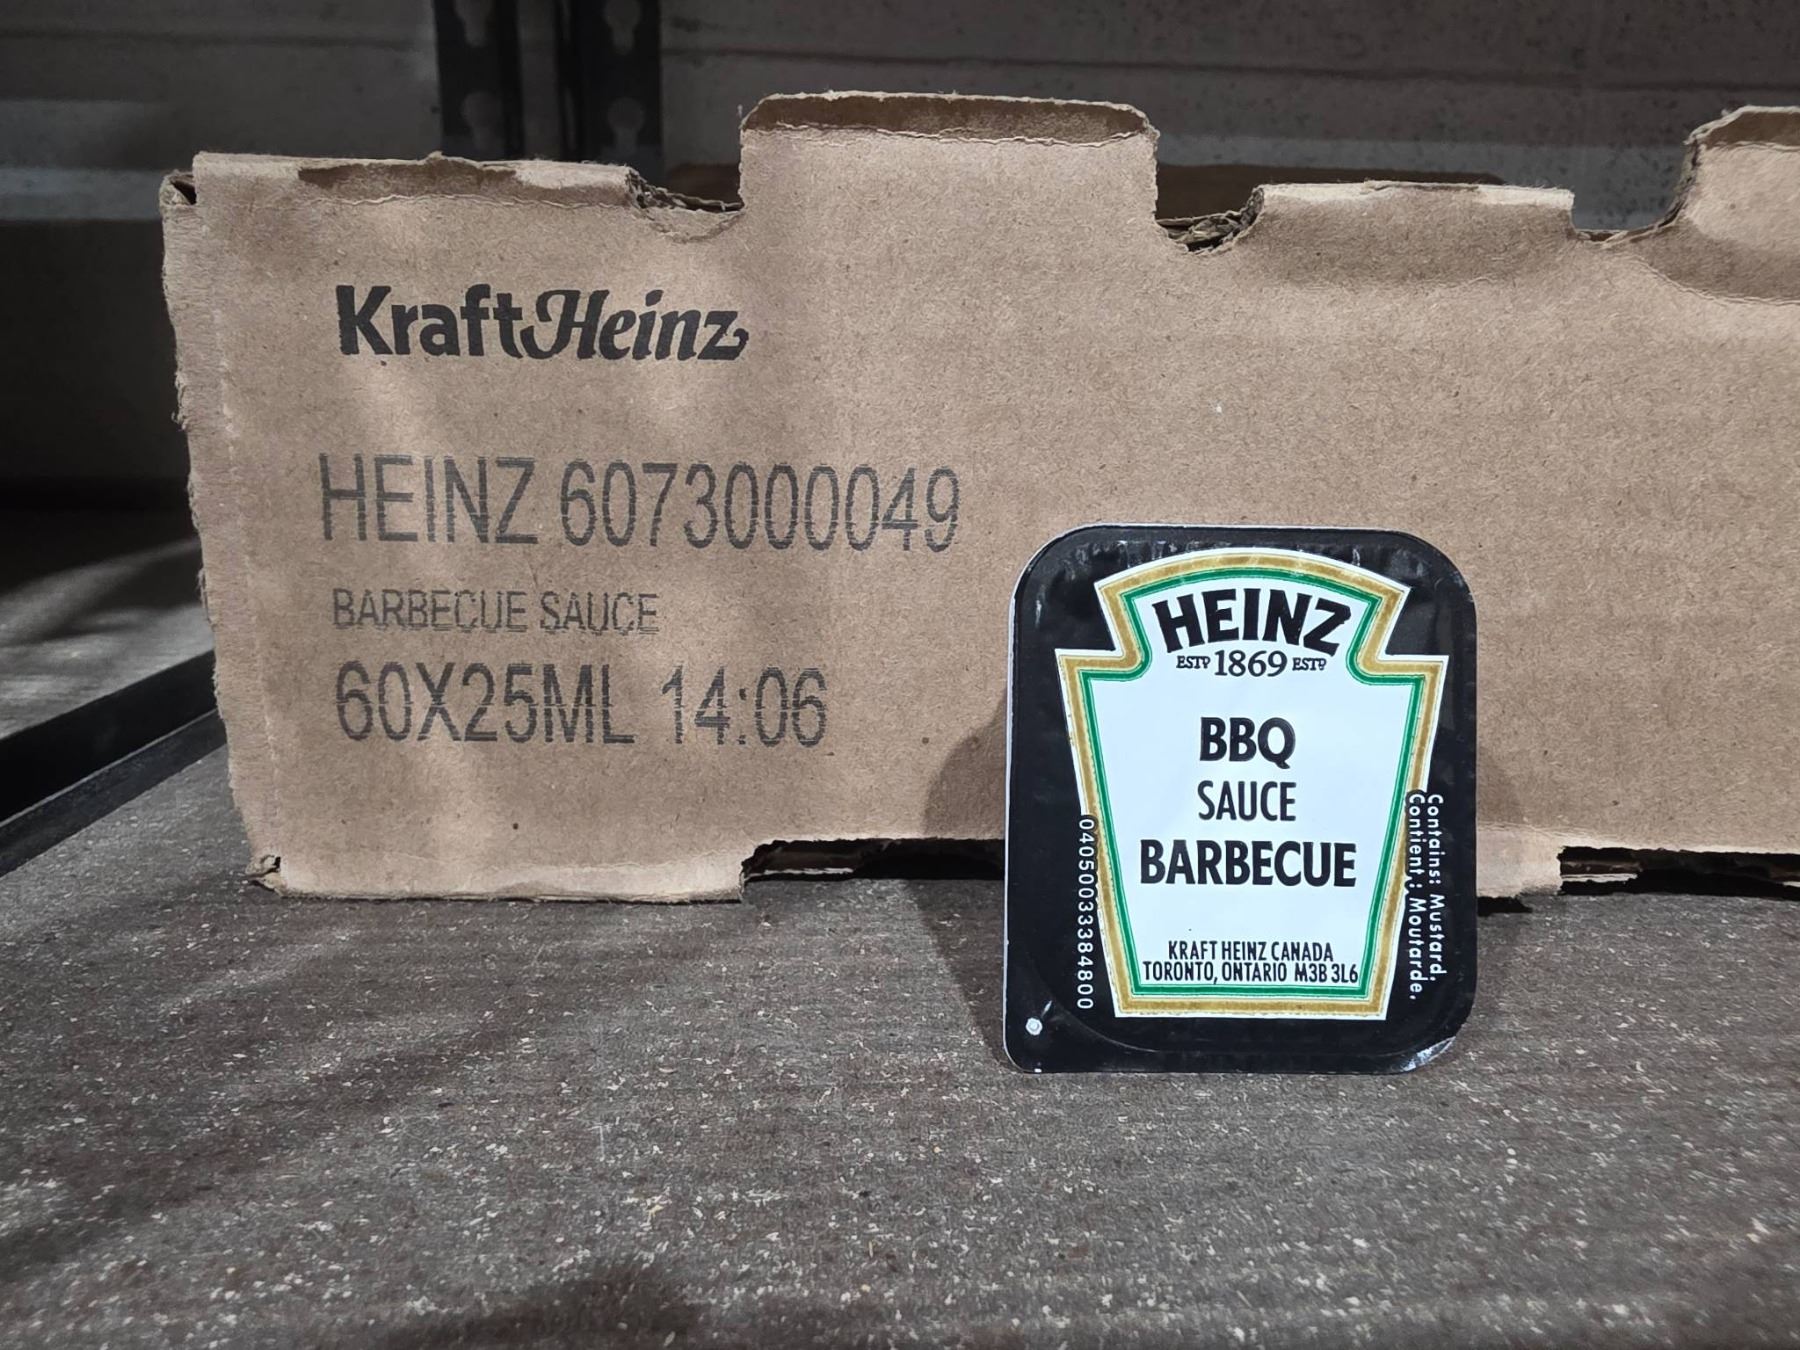 KraftHeinz
HEINZ 6073000049
BARBECUE SAUCE
60X25ML 14:06
HEINZ
ESTD 1869 ESTD
BBQ
SAUCE
BARBECUE
KRAFT HEINZ CANADA
TORONTO, ONTARIO M3B 3L6
04050033384800
Contains: Mustard.
Contient : Moutarde.